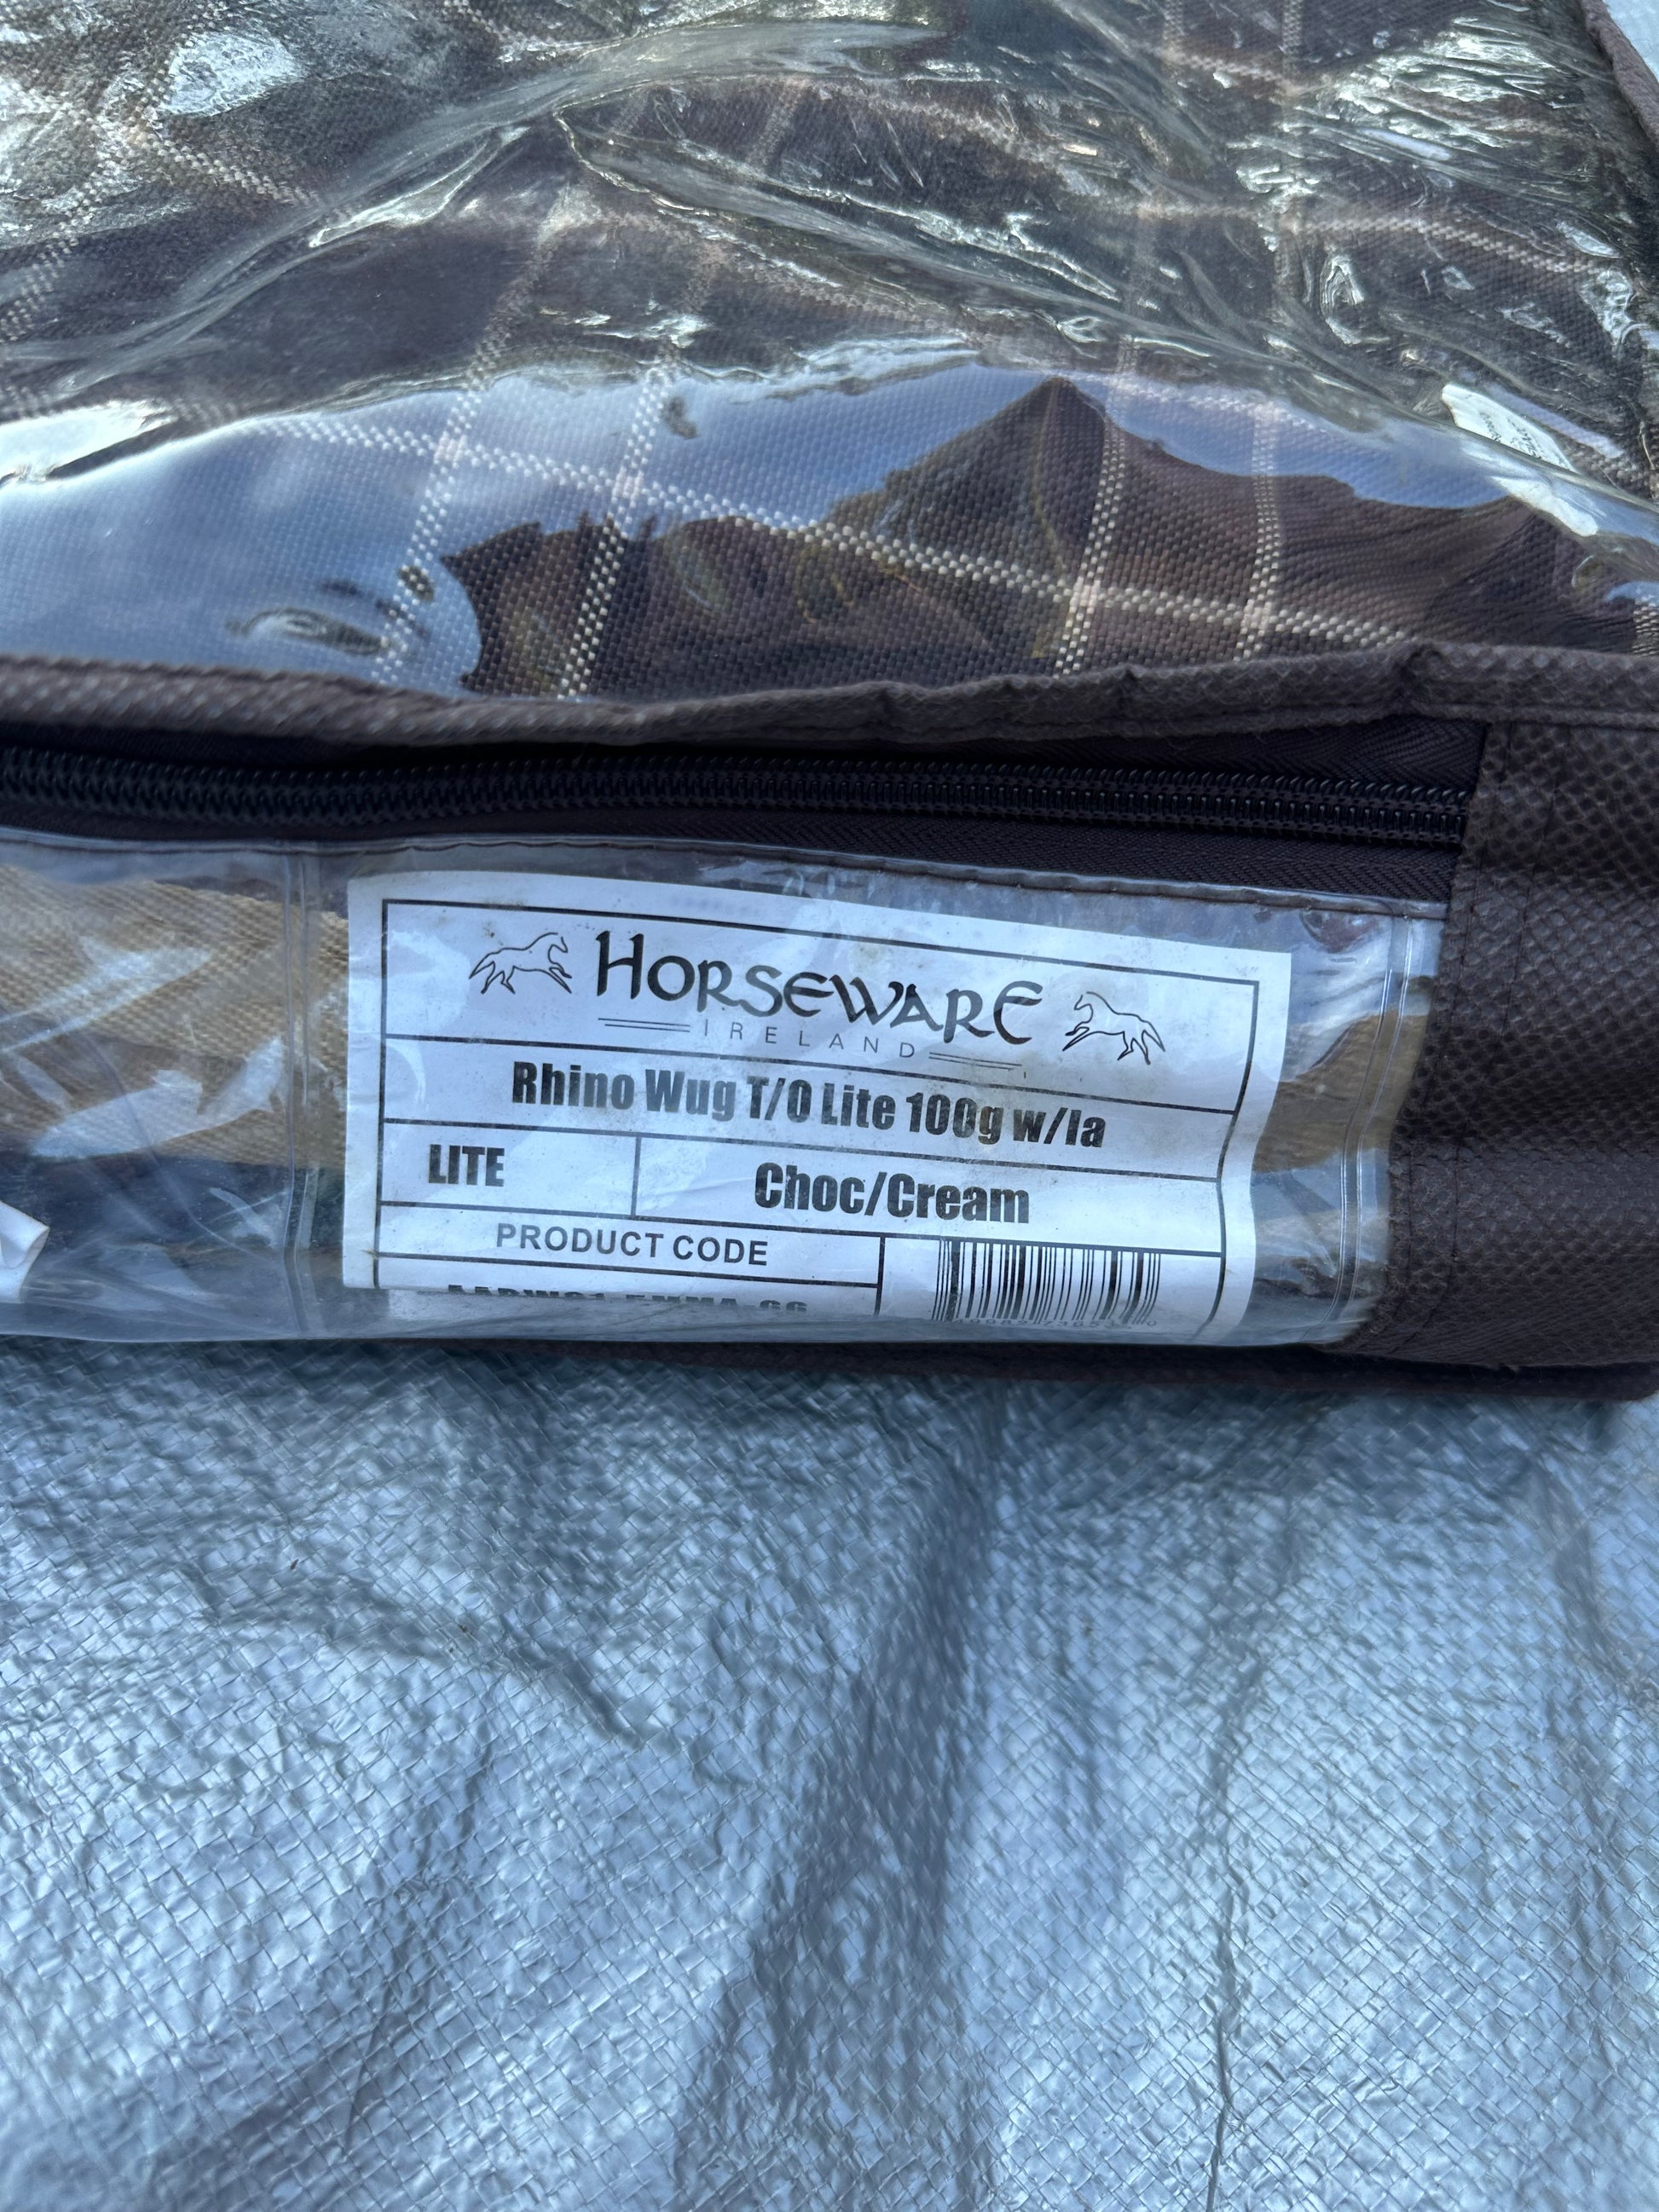 HORSEWARE
IRELAND
Rhino Wug T/O Lite 100g w/la
LITE
Choc/Cream
PRODUCT CODE